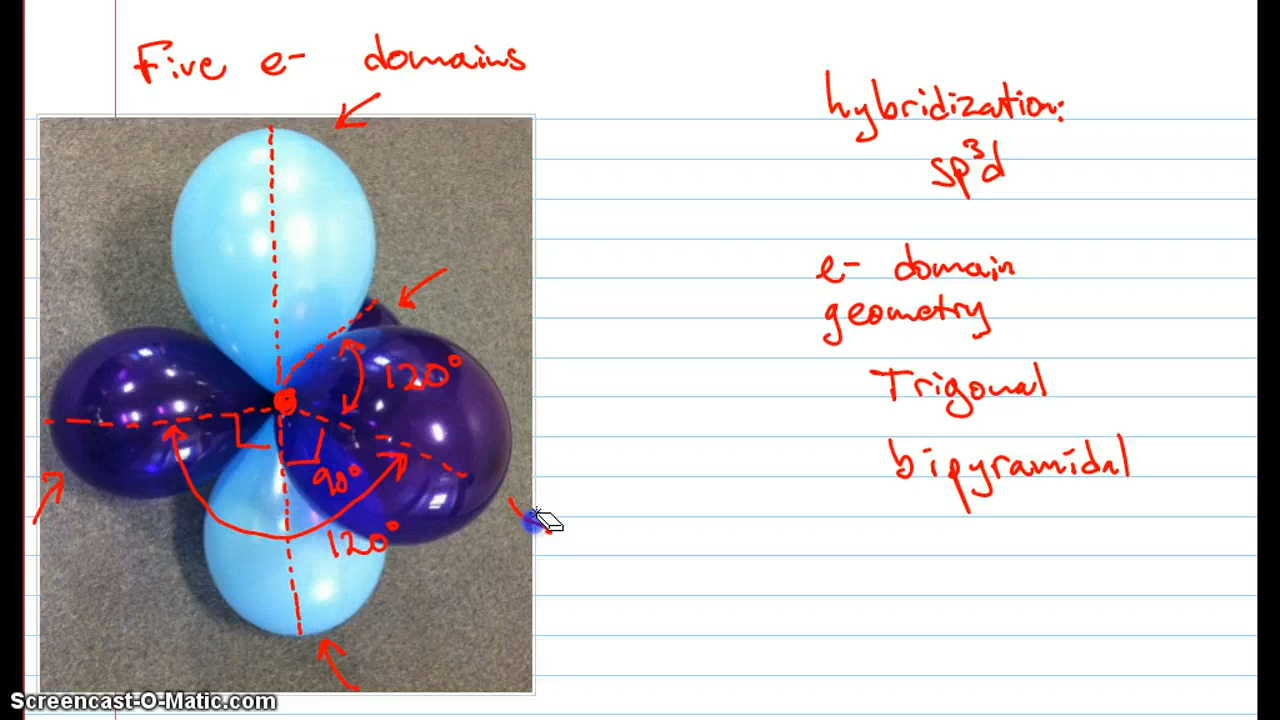 Five e- domains
hybridization:
sp³d
e- domain
geometry
Trigonal
bipyramidal
120°
90°
120°
Screencast-O-Matic.com